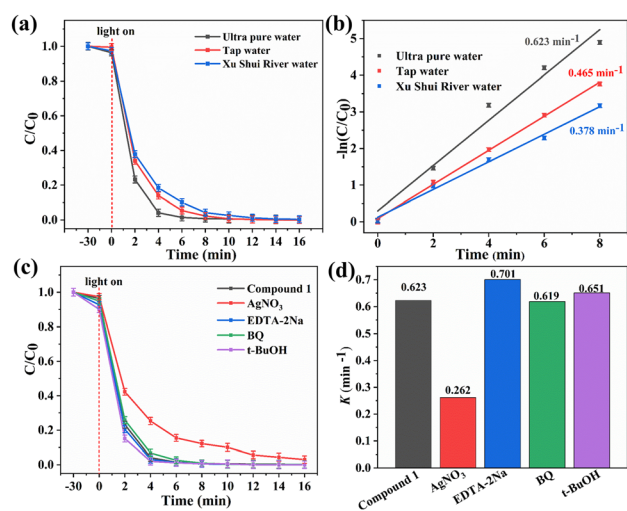 (a)
light on
Ultra pure water
Tap water
Xu Shui River water
C/C0
1.0
0.8
0.6
0.4
0.2
0.0
-30 0 2 4 6 8 10 12 14 16
Time (min)
(b)
Ultra pure water
Tap water
Xu Shui River water
0.623 min-1
0.465 min-1
0.378 min-1
-ln(C/C0)
5
4
3
2
1
0
0 2 4 6 8
Time (min)
(c)
light on
Compound 1
AgNO3
EDTA-2Na
BQ
t-BuOH
C/C0
1.0
0.8
0.6
0.4
0.2
0.0
-30 0 2 4 6 8 10 12 14 16
Time (min)
(d)
K (min-1)
0.7
0.6
0.5
0.4
0.3
0.2
0.1
0.0
0.623
0.262
0.701
0.619
0.651
Compound 1
AgNO3
EDTA-2Na
BQ
t-BuOH